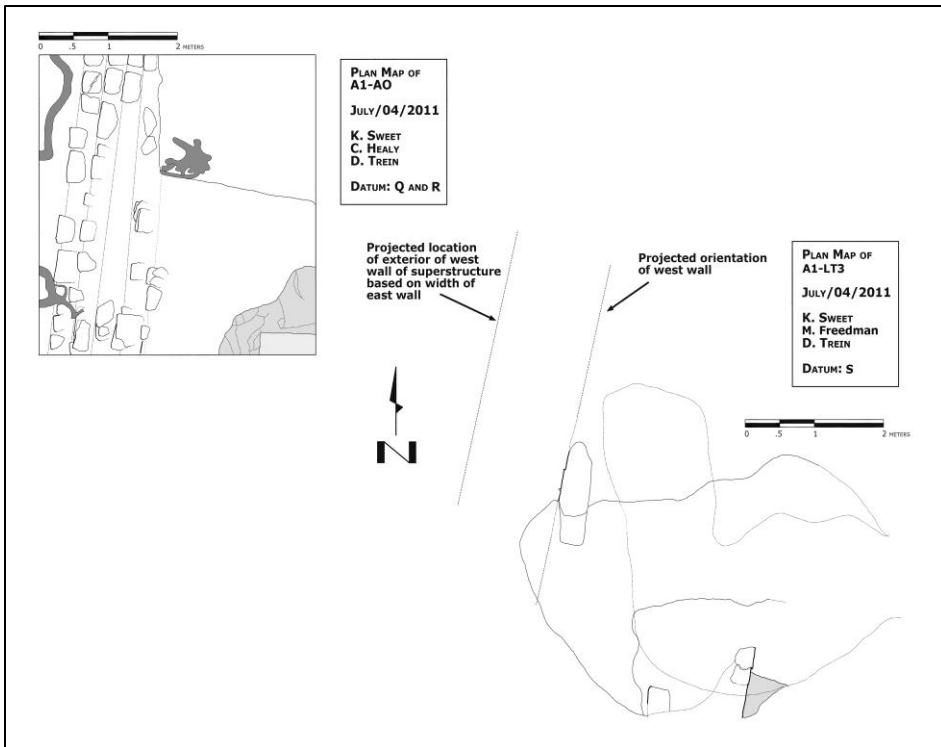 0 .5 1 2 METERS
PLAN MAP OF
A1-AO
JULY/04/2011
K. SWEET
C. HEALY
D. TREIN
DATUM: Q AND R
Projected location
of exterior of west
wall of superstructure
based on width of
east wall
Projected orientation
of west wall
PLAN MAP OF
A1-LT3
JULY/04/2011
K. SWEET
M. FREEDMAN
D. TREIN
DATUM: S
0 .5 1 2 METERS
N